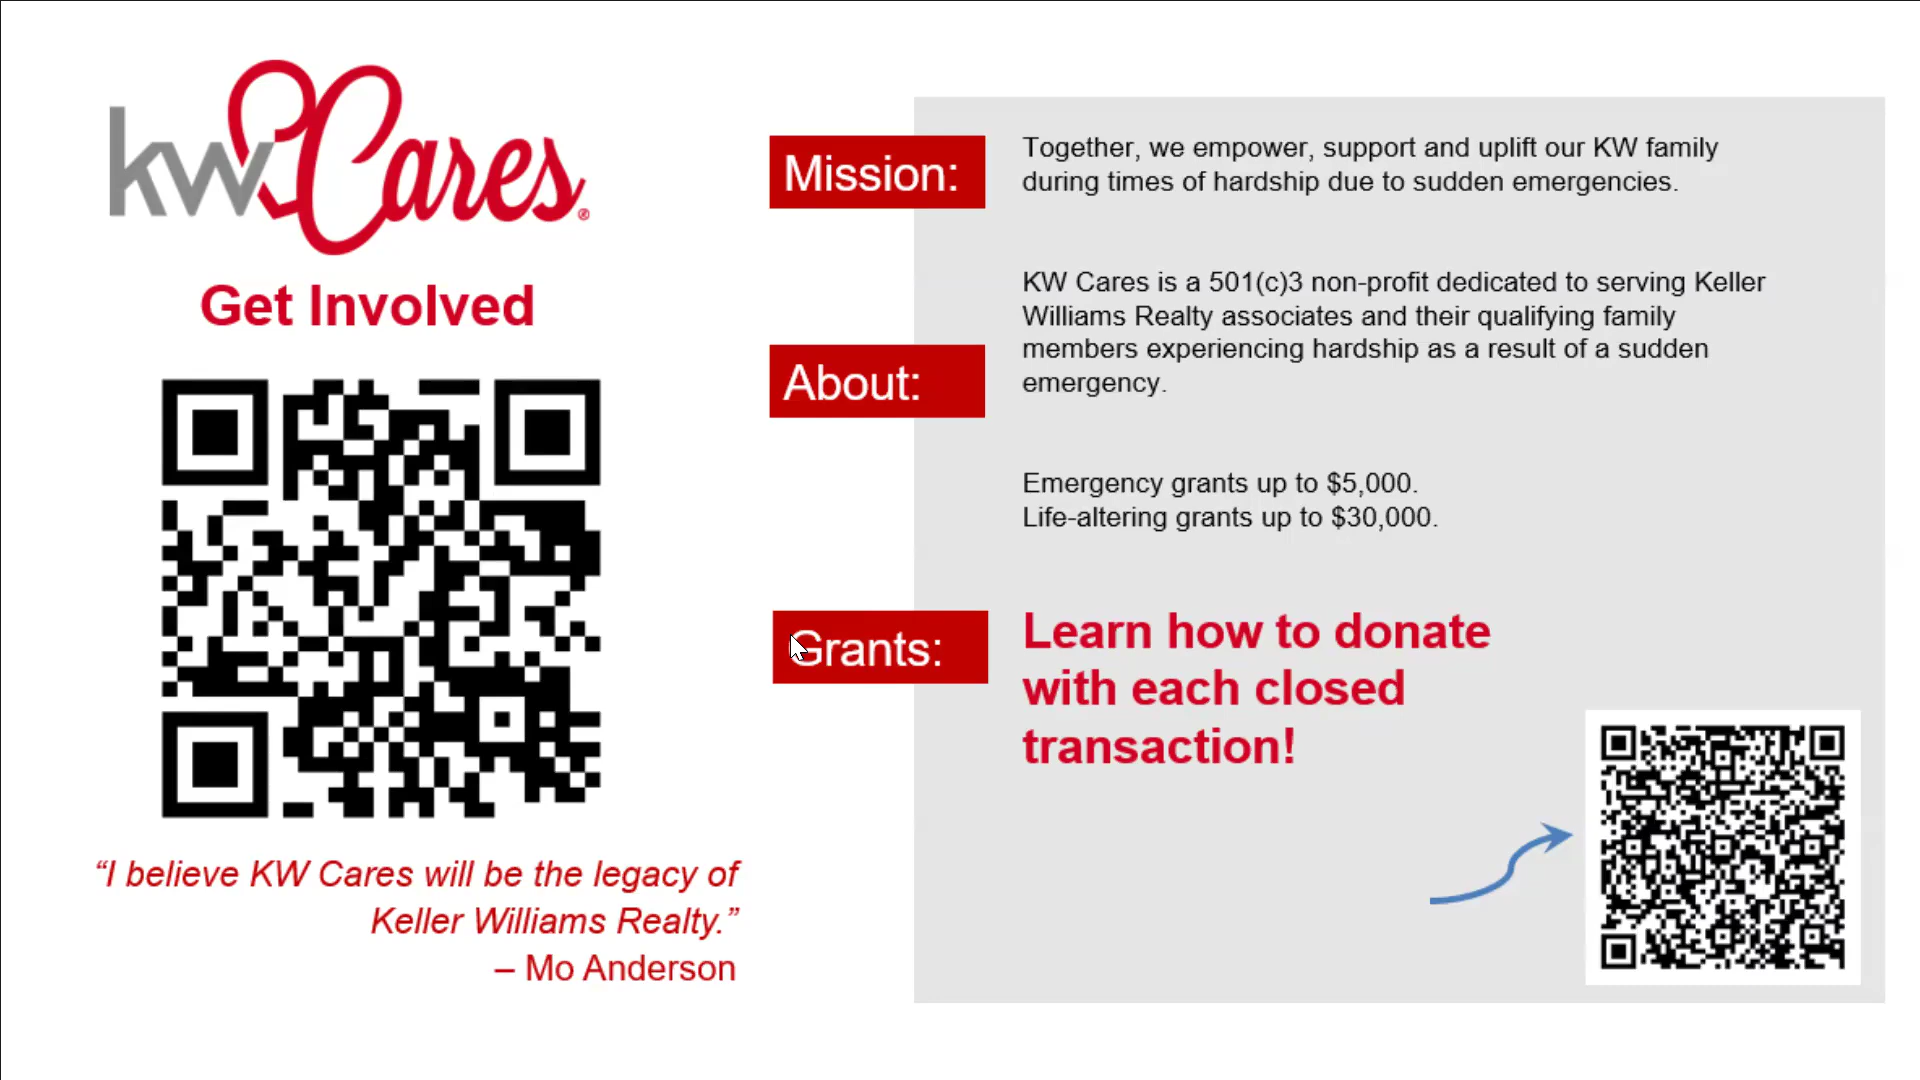 kwCares®
Get Involved
“I believe KW Cares will be the legacy of
Keller Williams Realty.”
– Mo Anderson
Mission:
Together, we empower, support and uplift our KW family
during times of hardship due to sudden emergencies.
About:
KW Cares is a 501(c)3 non-profit dedicated to serving Keller
Williams Realty associates and their qualifying family
members experiencing hardship as a result of a sudden
emergency.
Grants:
Emergency grants up to $5,000.
Life-altering grants up to $30,000.
Learn how to donate
with each closed
transaction!